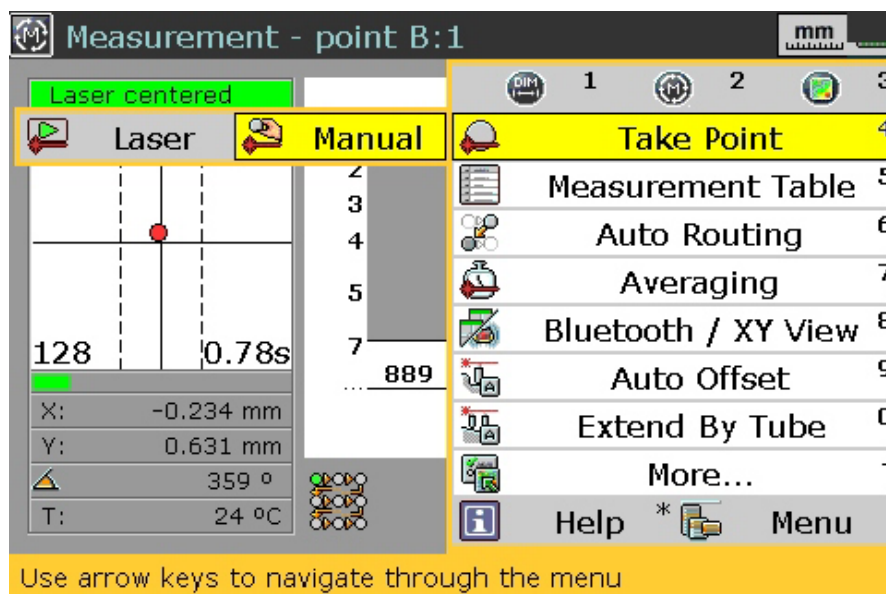 Measurement - point B:1 mm
DIM 1 M 2 3
Laser centered
Laser Manual Take Point 4
2
Measurement Table 5
3
4
Auto Routing 6
5
Averaging 7
128 0.78s 7
Bluetooth / XY View 8
889
Auto Offset 9
X: -0.234 mm
Y: 0.631 mm
Extend By Tube 0
359 º
More...
T: 24 ºC
Help * Menu
Use arrow keys to navigate through the menu